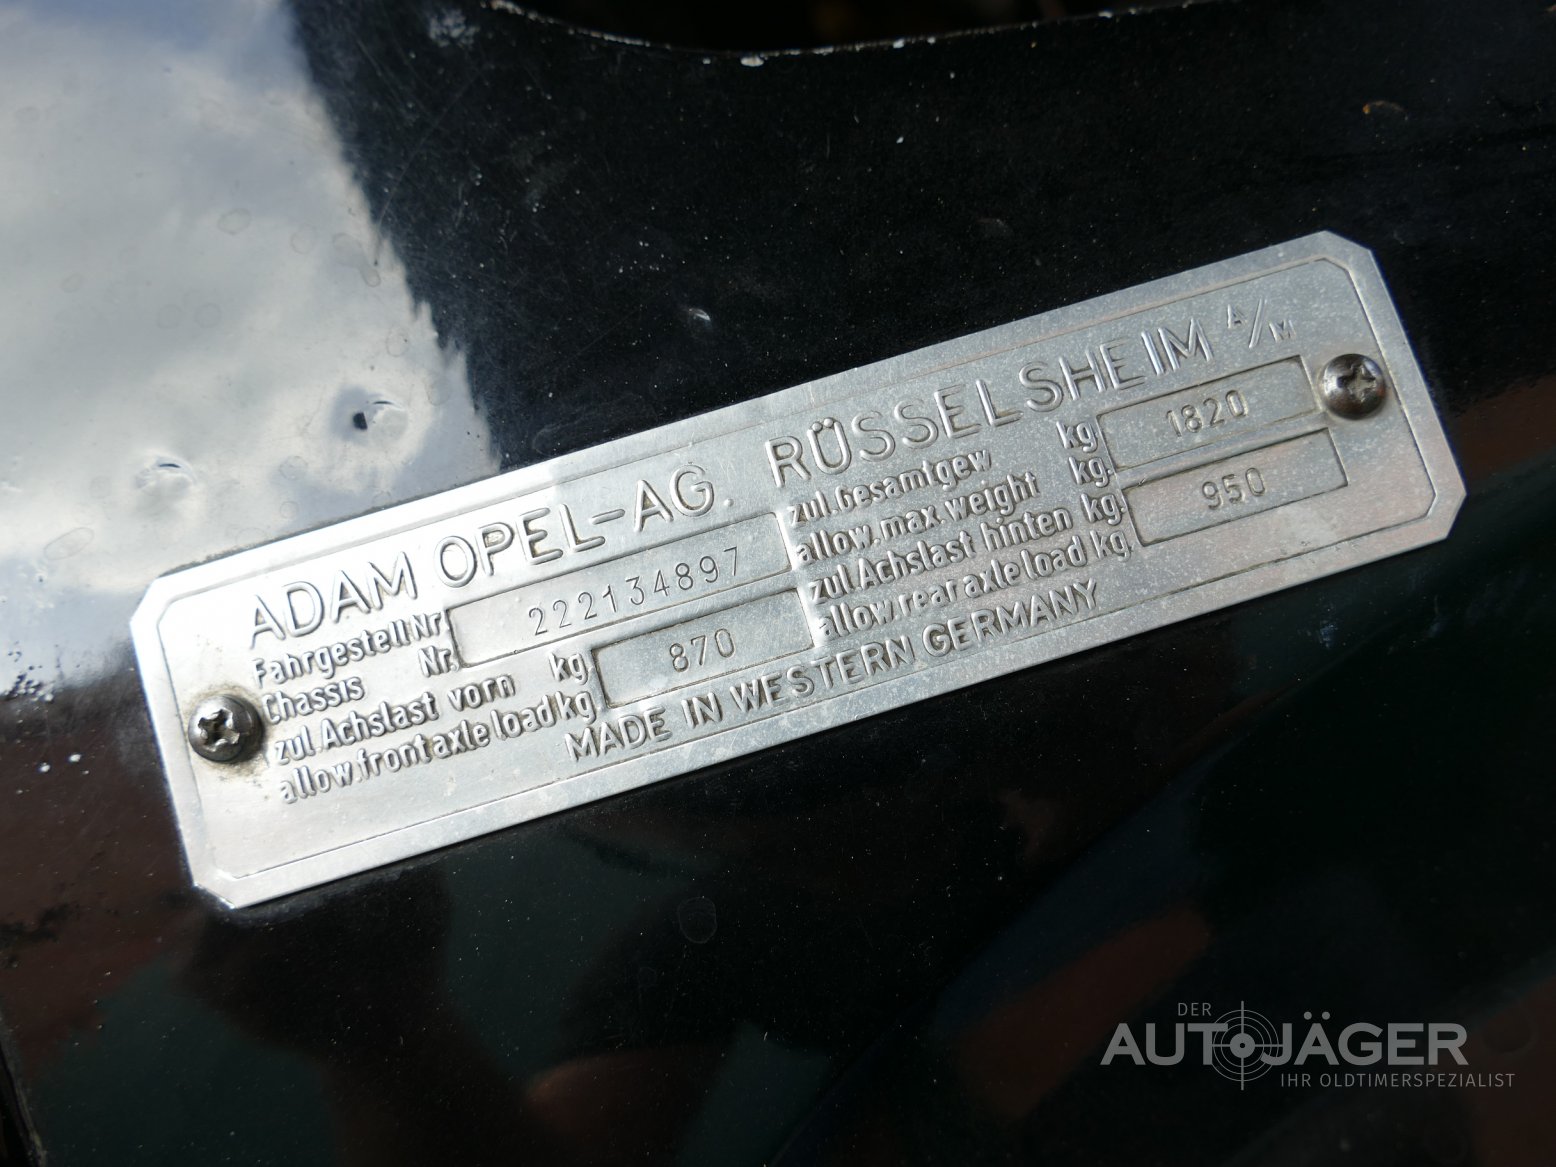 ADAM OPEL-AG. RÜSSELSHEIM A/M
Fahrgestell Nr. 222134897
Chassis Nr.
zul. Achslast vorn kg 870
allow. front axle load kg
zul. Gesamtgew kg 1820
allow. max weight kg.
zul. Achslast hinten kg. 950
allow. rear axle load kg.
MADE IN WESTERN GERMANY
DER
AUTOJÄGER
IHR OLDTIMERSPEZIALIST